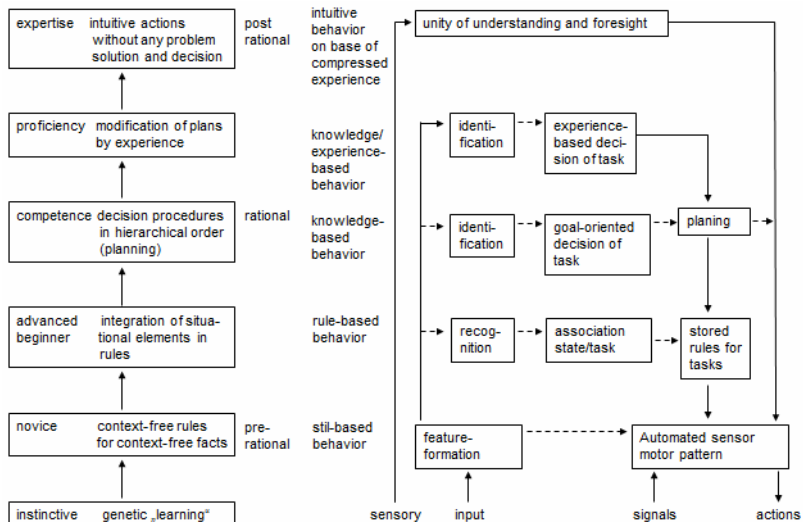 expertise intuitive actions
without any problem
solution and decision
post
rational
intuitive
behavior
on base of
compressed
experience
unity of understanding and foresight
proficiency modification of plans
by experience
knowledge/
experience-
based
behavior
identi-
fication
experience-
based deci-
sion of task
competence decision procedures
in hierarchical order
(planning)
rational
knowledge-
based
behavior
identi-
fication
goal-oriented
decision of
task
planing
advanced integration of situa-
beginner tional elements in
rules
rule-based
behavior
recog-
nition
association
state/task
stored
rules for
tasks
novice context-free rules
for context-free facts
pre-
rational
stil-based
behavior
feature-
formation
Automated sensor
motor pattern
instinctive genetic „learning“
sensory input signals actions